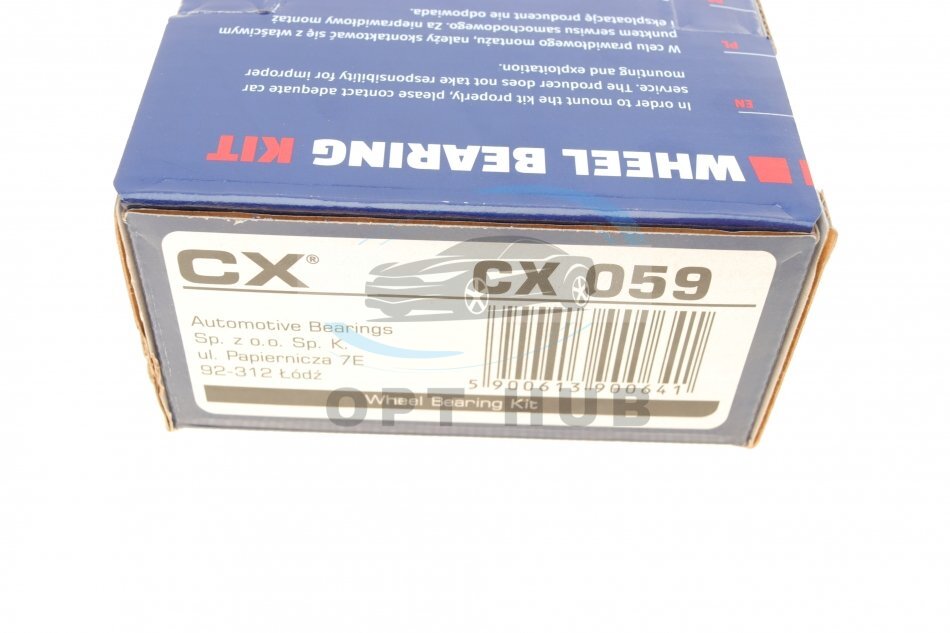 WHEEL BEARING KIT
EN
In order to mount the kit properly, please contact adequate car
service. The producer does not take responsibility for improper
mounting and exploitation.
PL
W celu prawidłowego montażu, należy skontaktować się z właściwym
punktem serwisu samochodowego. Za nieprawidłowy montaż
i eksploatację producent nie odpowiada.
CX®
CX 059
Automotive Bearings
Sp. z o.o. Sp. K.
ul. Papiernicza 7E
92-312 Łódź
5 900613 900641
Wheel Bearing Kit
OPT HUB